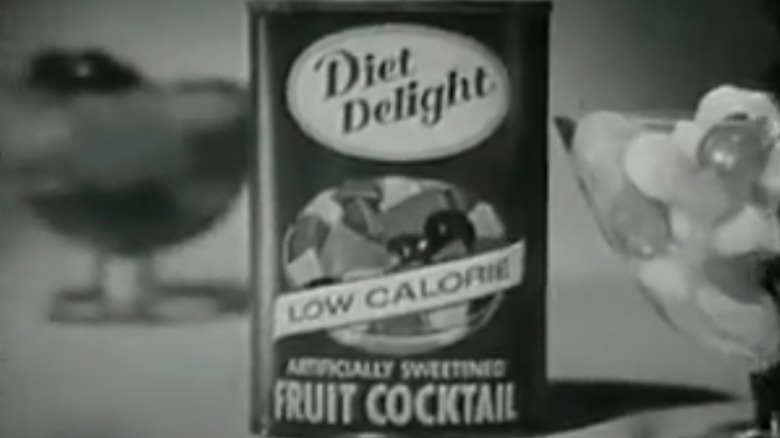 Diet
Delight
LOW CALORIE
ARTIFICIALLY SWEETENED
FRUIT COCKTAIL